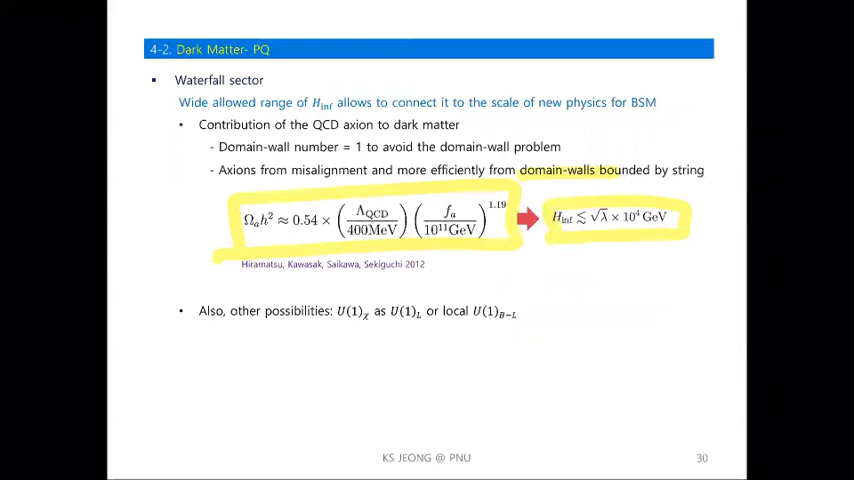 4-2. Dark Matter- PQ
▪ Waterfall sector
Wide allowed range of H_inf allows to connect it to the scale of new physics for BSM
• Contribution of the QCD axion to dark matter
- Domain-wall number = 1 to avoid the domain-wall problem
- Axions from misalignment and more efficiently from domain-walls bounded by string
Ω_a h² ≈ 0.54 × (Λ_QCD / 400MeV) (f_a / 10¹¹GeV)^1.19 H_inf ≲ √λ × 10⁴ GeV
Hiramatsu, Kawasak, Saikawa, Sekiguchi 2012
• Also, other possibilities: U(1)_χ as U(1)_L or local U(1)_B−L
KS JEONG @ PNU 30